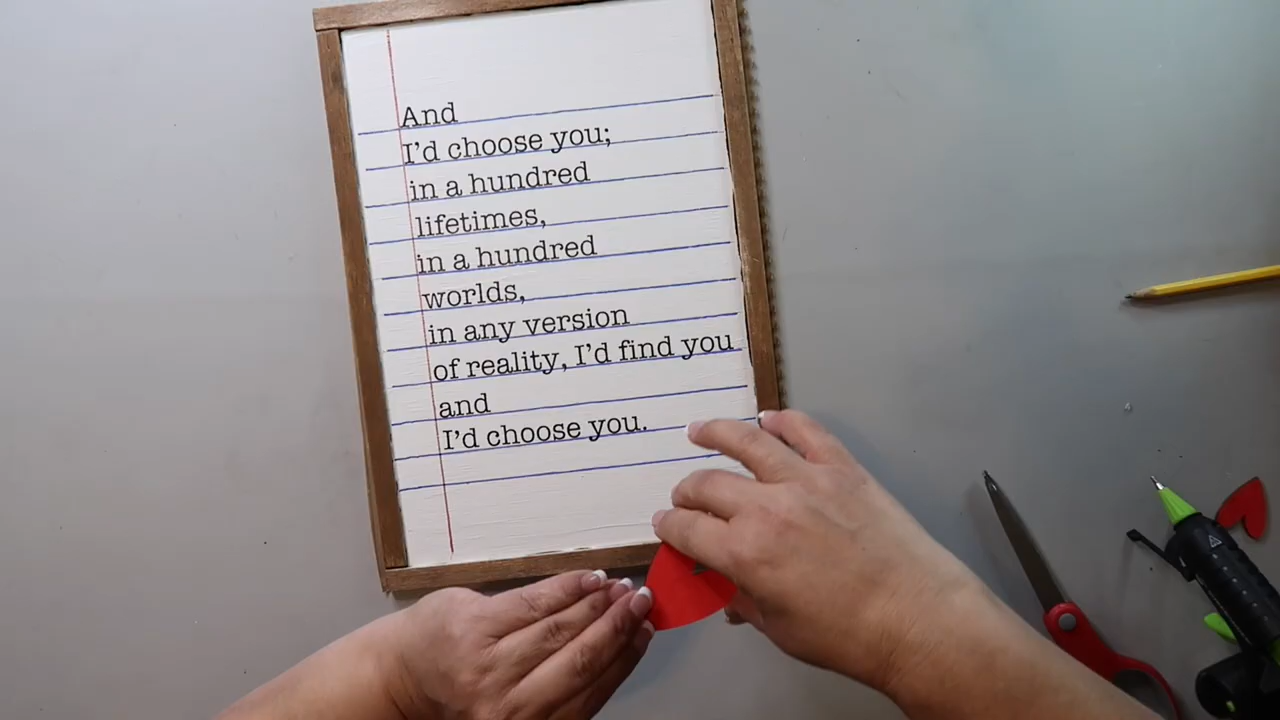 And
I'd choose you;
in a hundred
lifetimes,
in a hundred
worlds,
in any version
of reality, I'd find you
and
I'd choose you.